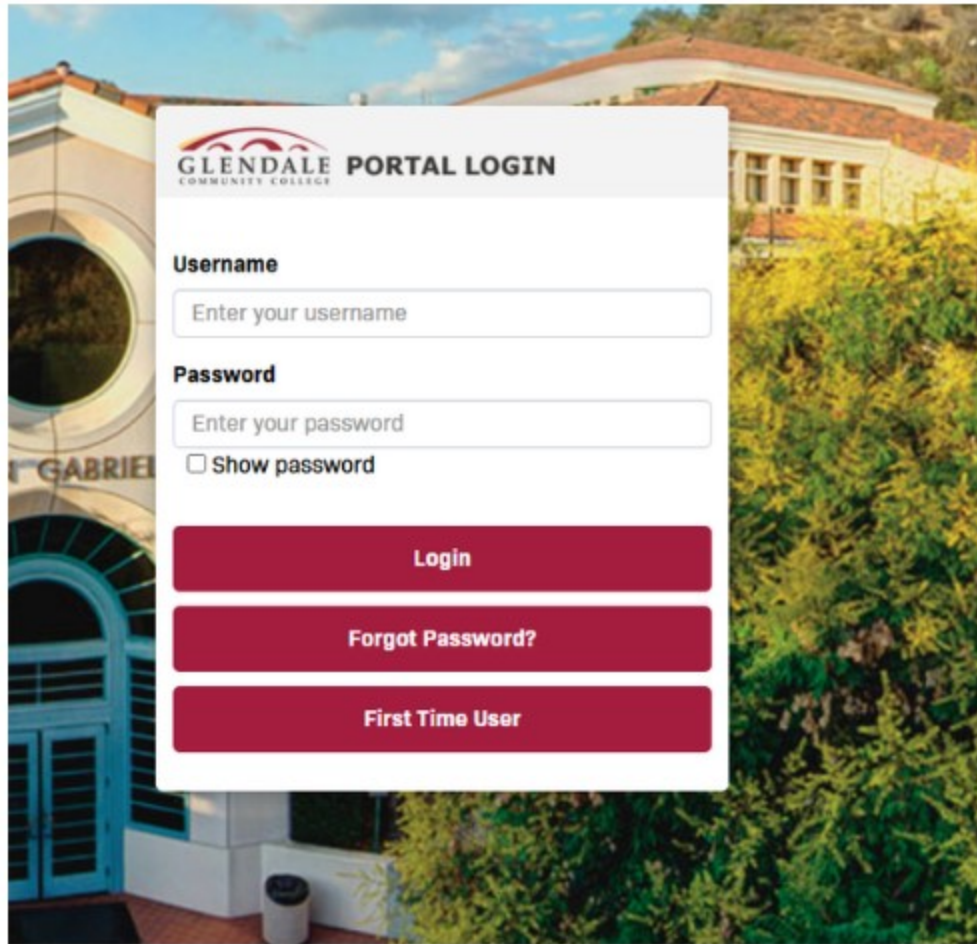 GLENDALE
COMMUNITY COLLEGE
PORTAL LOGIN
Username
Enter your username
Password
Enter your password
Show password
GABRIEL
Login
Forgot Password?
First Time User